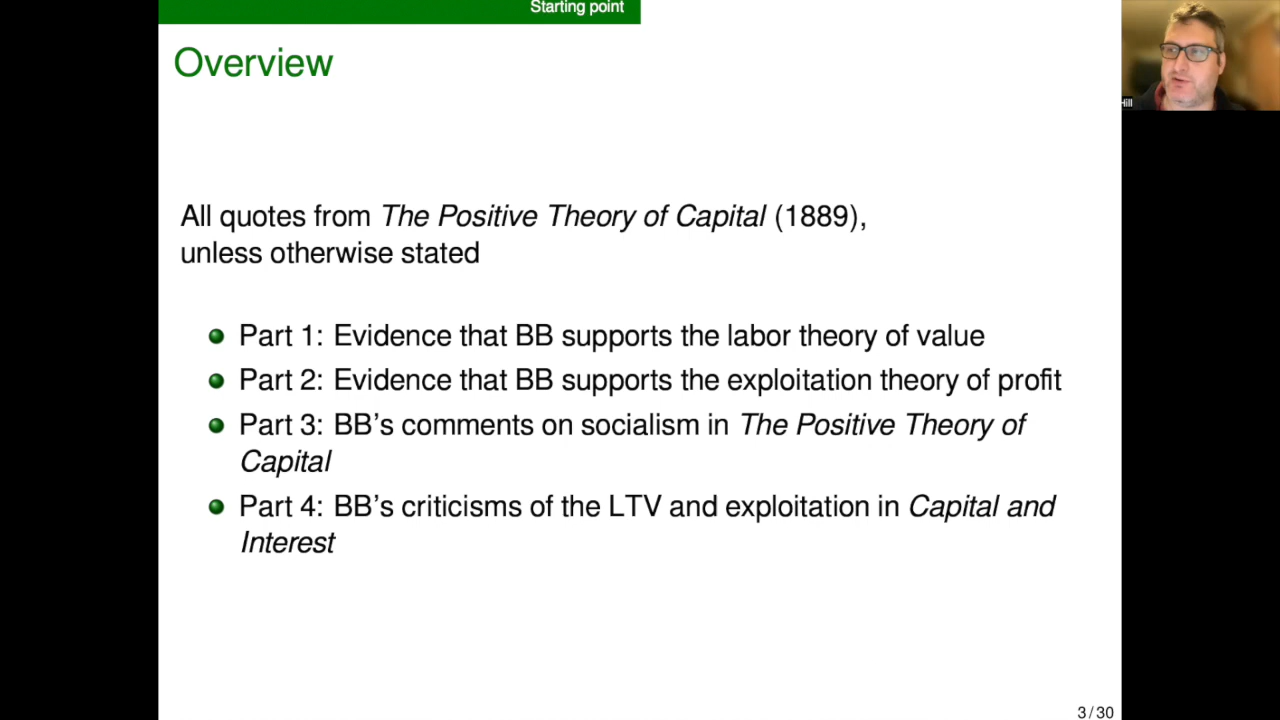 Starting point
Overview
All quotes from The Positive Theory of Capital (1889),
unless otherwise stated
Part 1: Evidence that BB supports the labor theory of value
Part 2: Evidence that BB supports the exploitation theory of profit
Part 3: BB's comments on socialism in The Positive Theory of
Capital
Part 4: BB's criticisms of the LTV and exploitation in Capital and
Interest
3 / 30
Hill